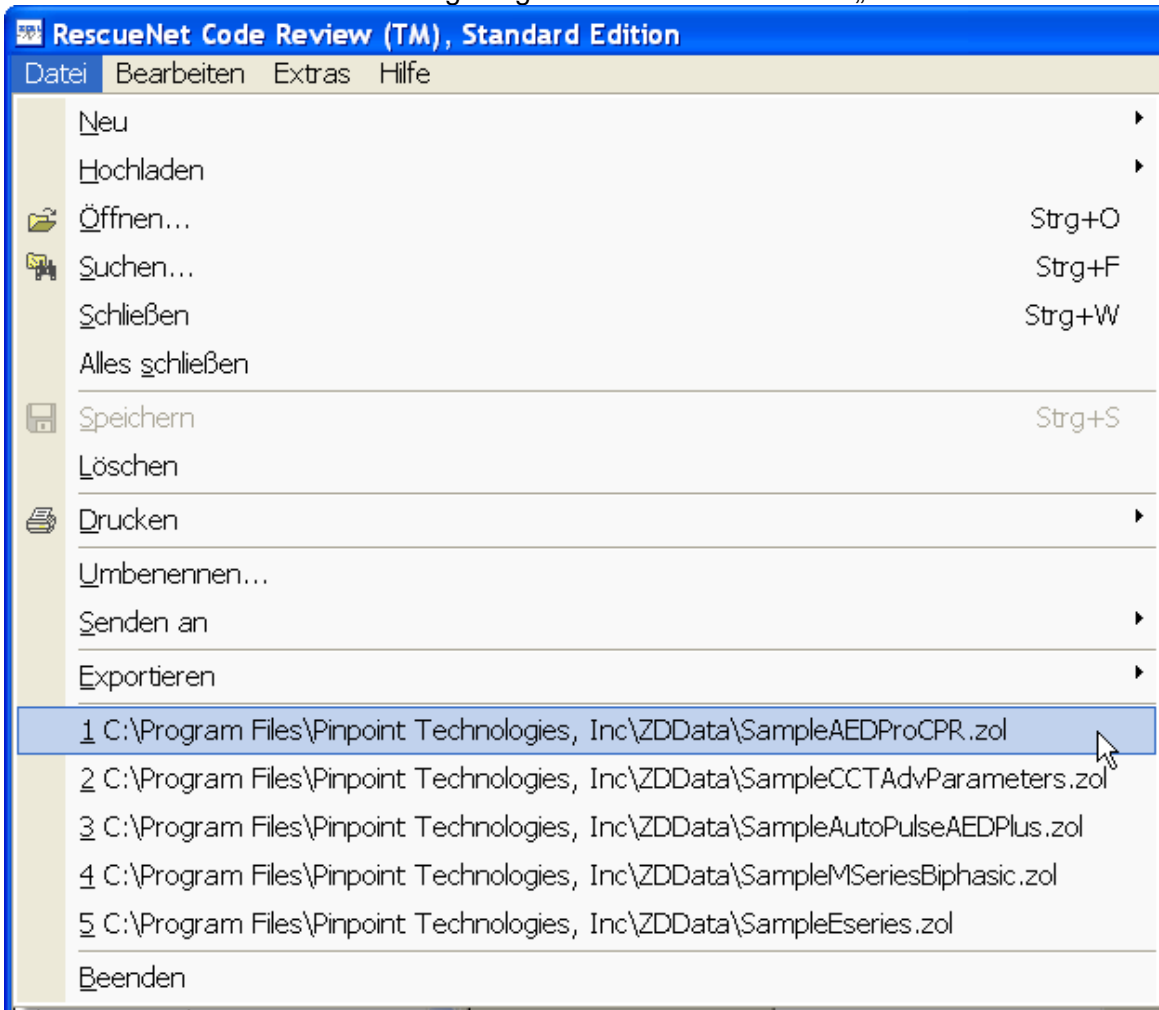 RescueNet Code Review (TM), Standard Edition
Datei Bearbeiten Extras Hilfe
Neu
Hochladen
Öffnen... Strg+O
Suchen... Strg+F
Schließen Strg+W
Alles schließen
Speichern Strg+S
Löschen
Drucken
Umbenennen...
Senden an
Exportieren
1 C:\Program Files\Pinpoint Technologies, Inc\ZDData\SampleAEDProCPR.zol
2 C:\Program Files\Pinpoint Technologies, Inc\ZDData\SampleCCTAdvParameters.zol
3 C:\Program Files\Pinpoint Technologies, Inc\ZDData\SampleAutoPulseAEDPlus.zol
4 C:\Program Files\Pinpoint Technologies, Inc\ZDData\SampleMSeriesBiphasic.zol
5 C:\Program Files\Pinpoint Technologies, Inc\ZDData\SampleEseries.zol
Beenden